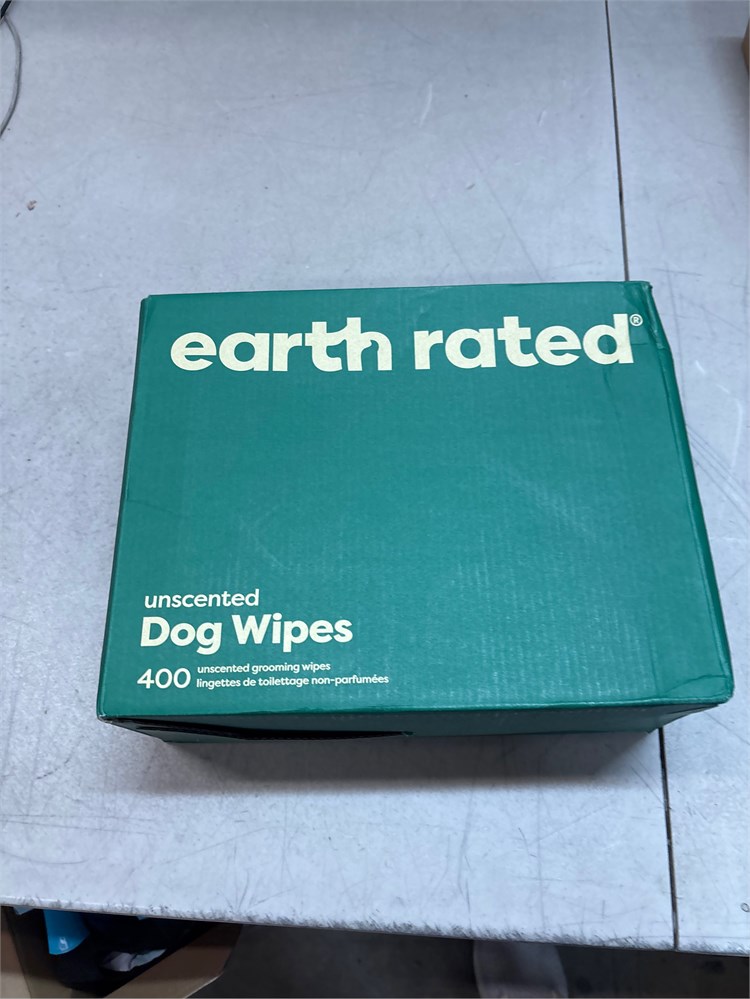 earth rated®
unscented
Dog Wipes
400 unscented grooming wipes
lingettes de toilettage non-parfumées